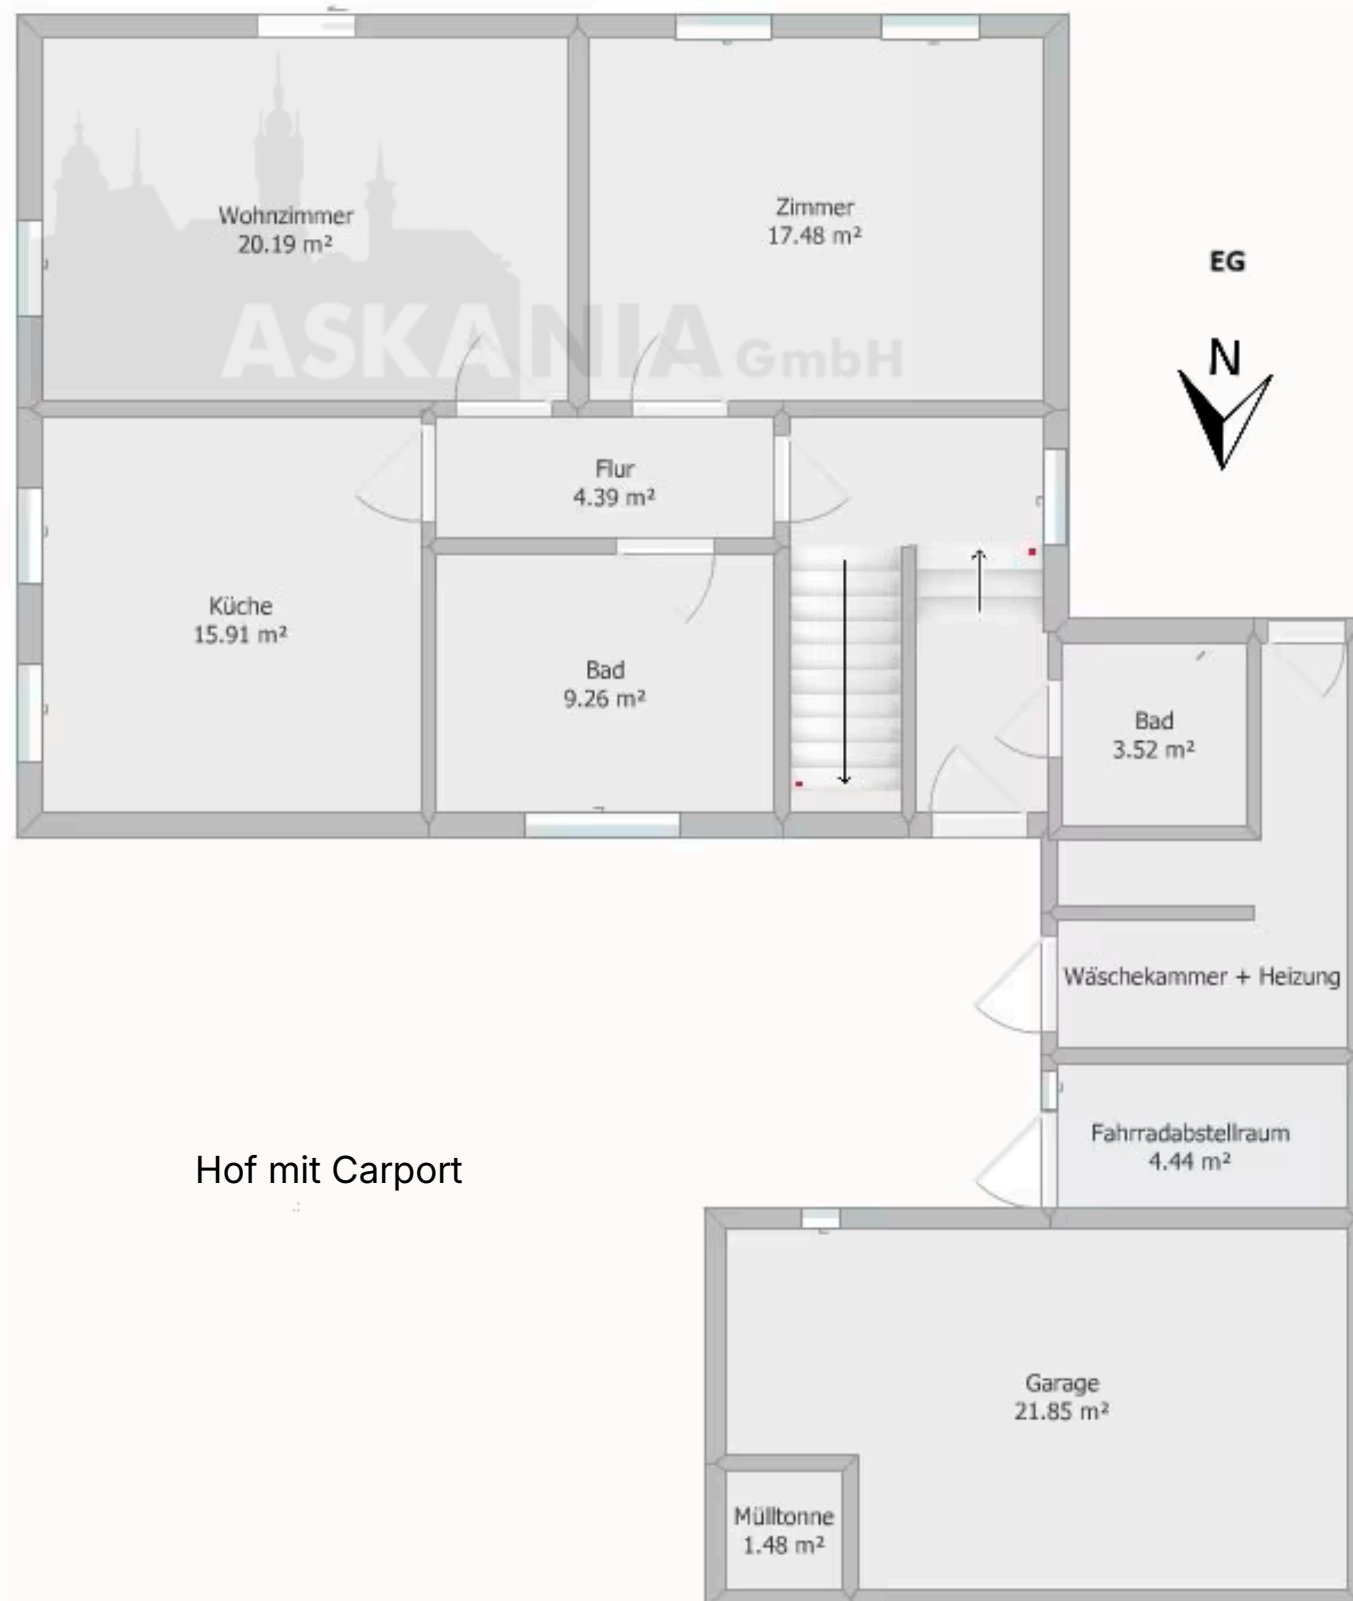 Wohnzimmer
20.19 m²
Zimmer
17.48 m²
EG
ASKANIA GmbH
N
Flur
4.39 m²
Küche
15.91 m²
Bad
9.26 m²
Bad
3.52 m²
Wäschekammer + Heizung
Fahrradabstellraum
4.44 m²
Hof mit Carport
Garage
21.85 m²
Mülltonne
1.48 m²